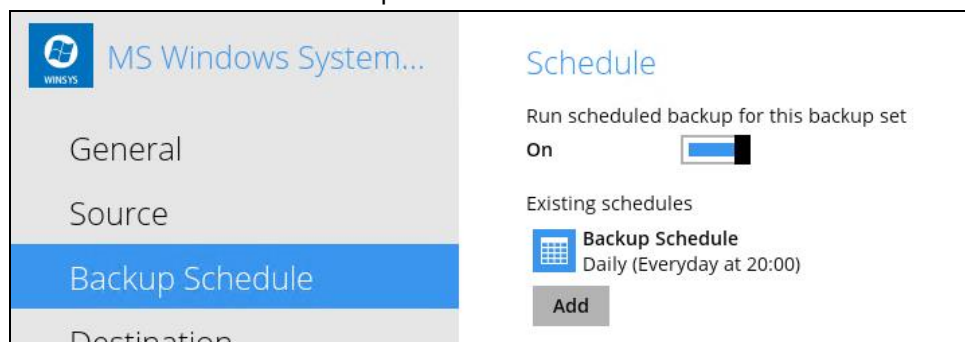 WINSYS
MS Windows System...
General
Source
Backup Schedule
Schedule
Run scheduled backup for this backup set
On
Existing schedules
Backup Schedule
Daily (Everyday at 20:00)
Add
Destination